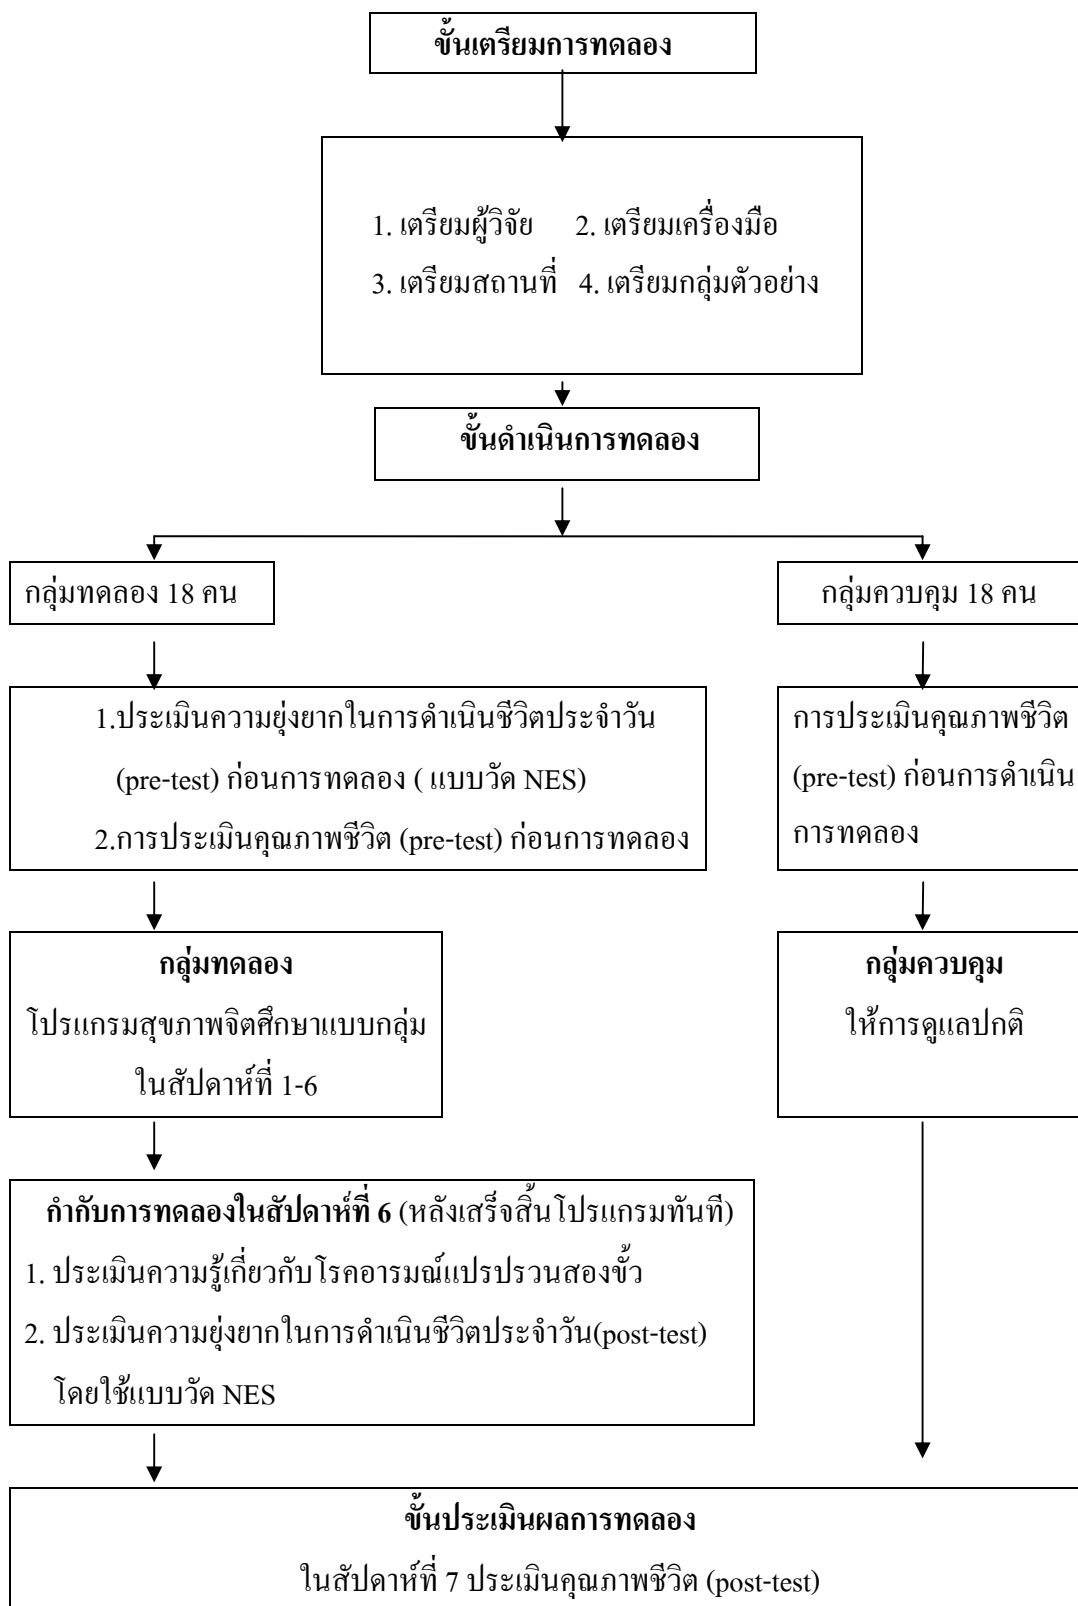 ขั้นเตรียมการทดลอง
1. เตรียมผู้วิจัย 2. เตรียมเครื่องมือ
3. เตรียมสถานที่ 4. เตรียมกลุ่มตัวอย่าง
ขั้นดำเนินการทดลอง
กลุ่มทดลอง 18 คน
กลุ่มควบคุม 18 คน
1.ประเมินความยุ่งยากในการดำเนินชีวิตประจำวัน
(pre-test) ก่อนการทดลอง ( แบบวัด NES)
2.การประเมินคุณภาพชีวิต (pre-test) ก่อนการทดลอง
การประเมินคุณภาพชีวิต
(pre-test) ก่อนการดำเนิน
การทดลอง
กลุ่มทดลอง
โปรแกรมสุขภาพจิตศึกษาแบบกลุ่ม
ในสัปดาห์ที่ 1-6
กลุ่มควบคุม
ให้การดูแลปกติ
กำกับการทดลองในสัปดาห์ที่ 6 (หลังเสร็จสิ้นโปรแกรมทันที)
1. ประเมินความรู้เกี่ยวกับโรคอารมณ์แปรปรวนสองขั้ว
2. ประเมินความยุ่งยากในการดำเนินชีวิตประจำวัน(post-test)
โดยใช้แบบวัด NES
ขั้นประเมินผลการทดลอง
ในสัปดาห์ที่ 7 ประเมินคุณภาพชีวิต (post-test)